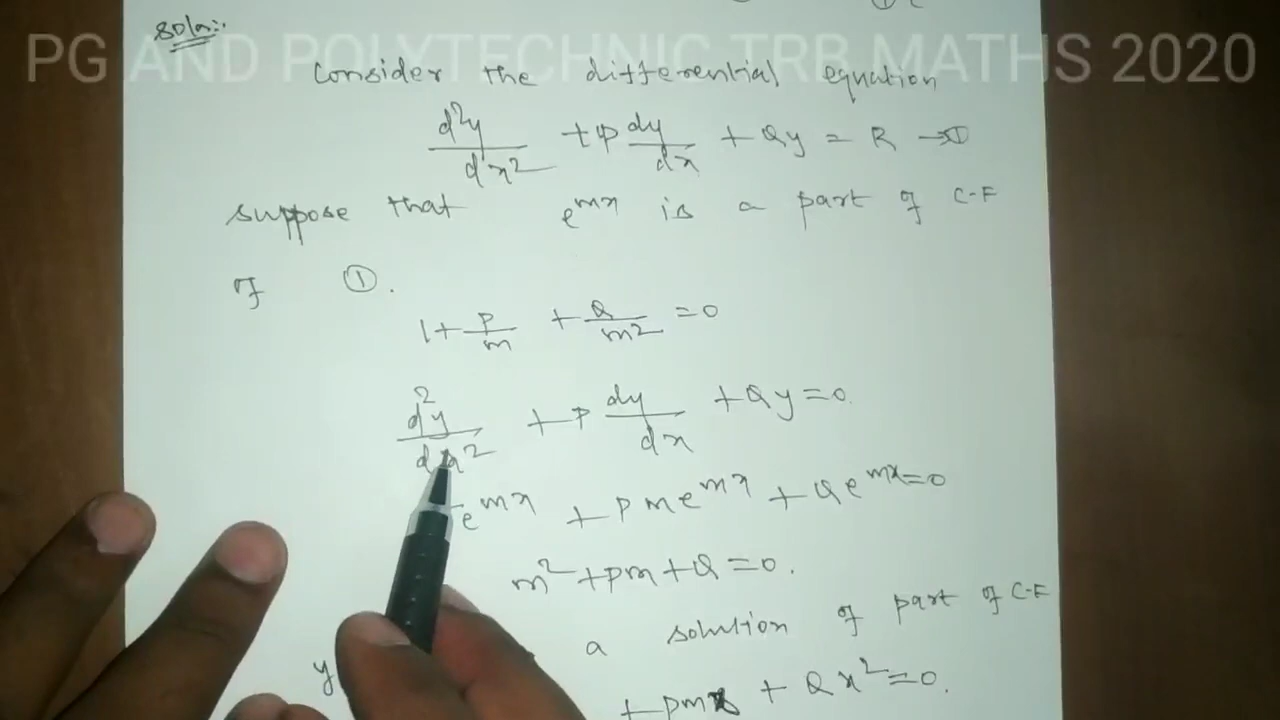 PG AND POLYTECHNIC TRB MATHS 2020
Soln:-
Consider the differential equation
d²y/dx² + P dy/dx + Qy = R → ①
suppose that e^mx is a part of C-F
of ①.
1 + P/m + Q/m² = 0
d²y/dx² + P dy/dx + Qy = 0.
e^mx + Pme^mx + Qe^mx = 0
m² + Pm + Q = 0.
a solution of part of C-F
y
+ Pmx + Qx² = 0.